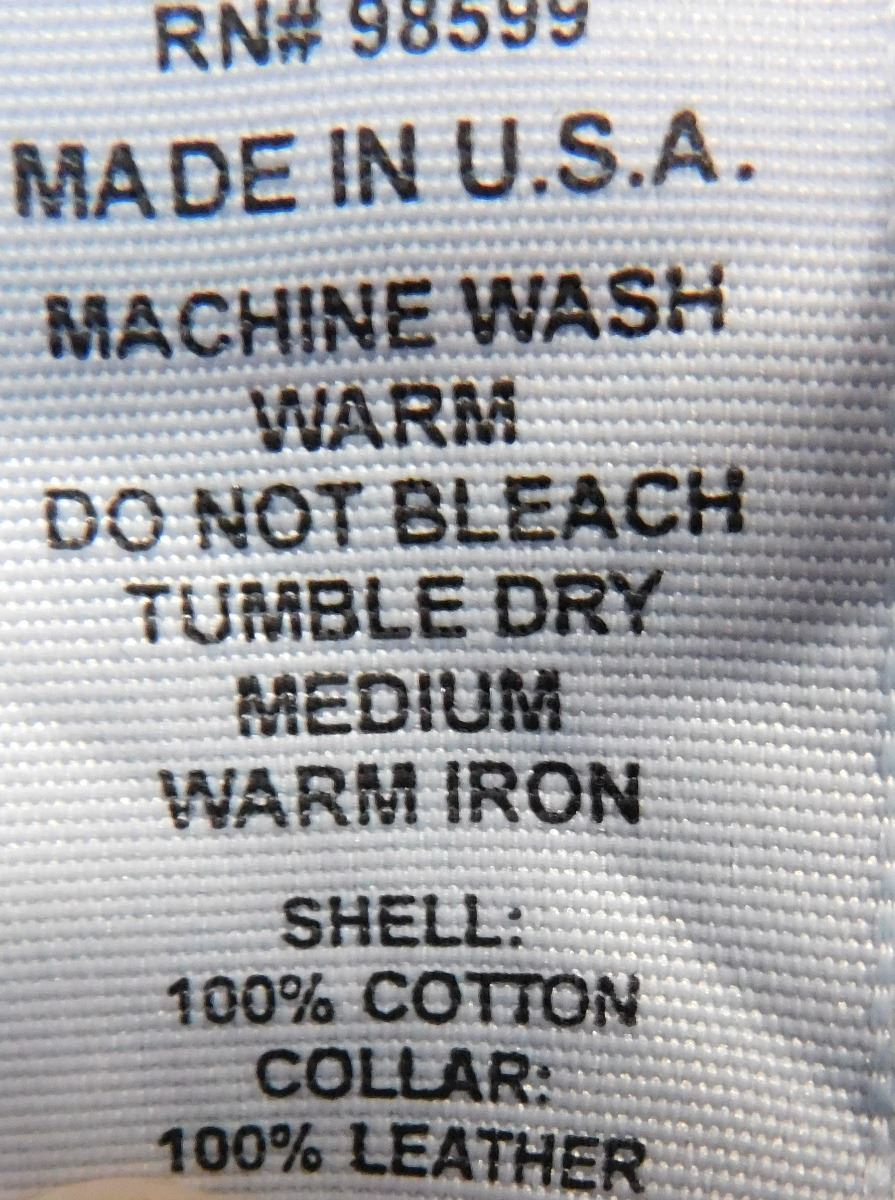 RN# 98599
MADE IN U.S.A.
MACHINE WASH
WARM
DO NOT BLEACH
TUMBLE DRY
MEDIUM
WARM IRON
SHELL:
100% COTTON
COLLAR:
100% LEATHER